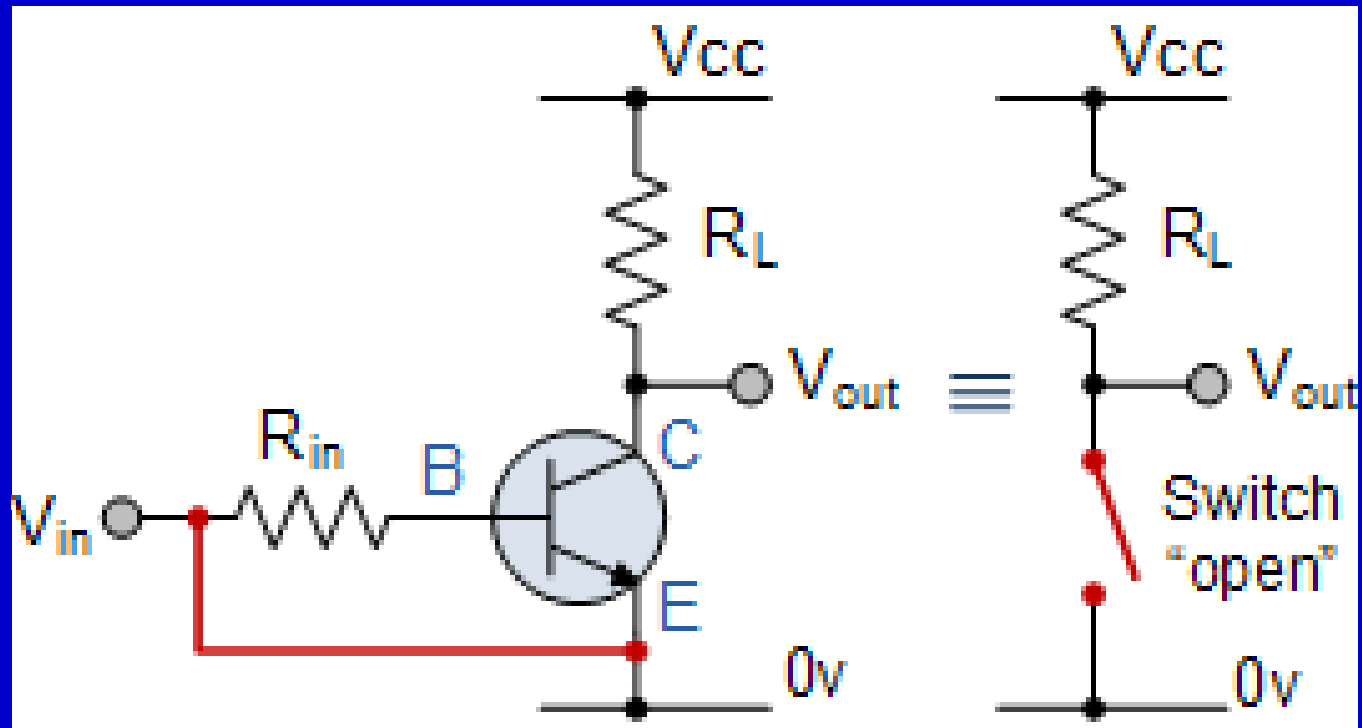 Vcc
Vcc
RL
RL
Vout
Vout
Rin
B
C
Vin
Switch
“open”
E
0v
0v